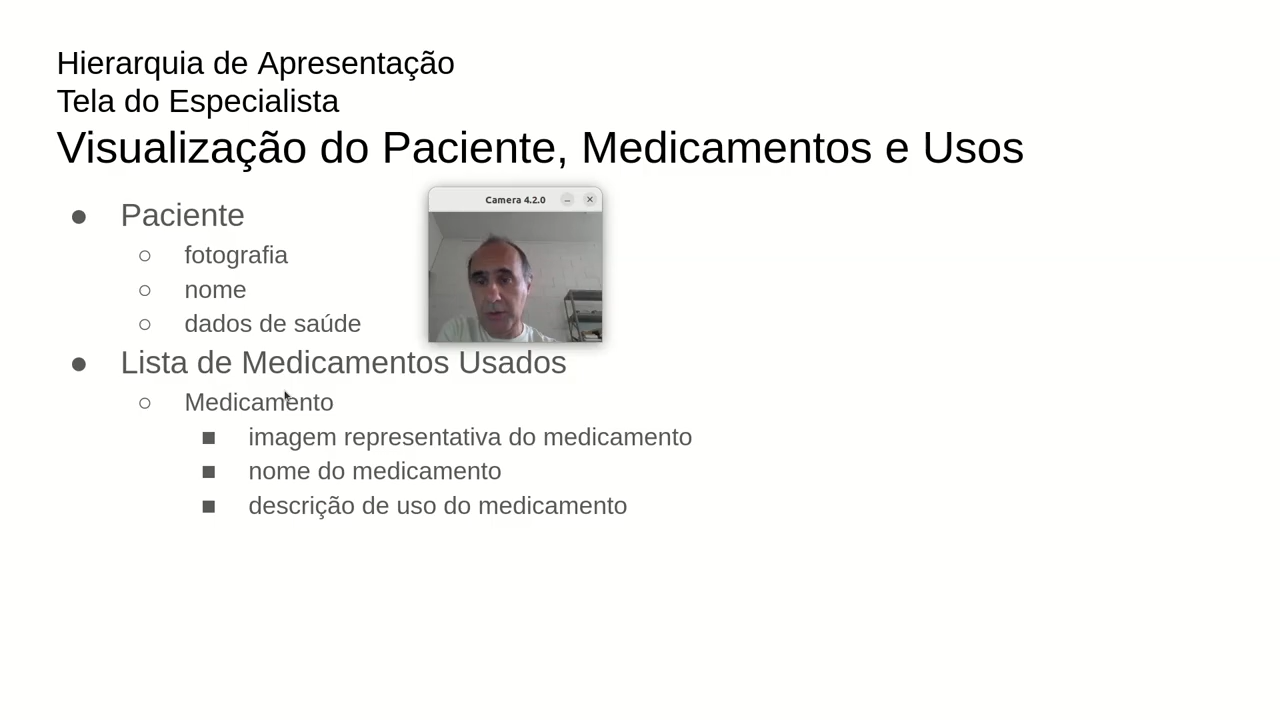 Hierarquia de Apresentação
Tela do Especialista
Visualização do Paciente, Medicamentos e Usos
● Paciente
○ fotografia
○ nome
○ dados de saúde
Camera 4.2.0
● Lista de Medicamentos Usados
○ Medicamento
■ imagem representativa do medicamento
■ nome do medicamento
■ descrição de uso do medicamento